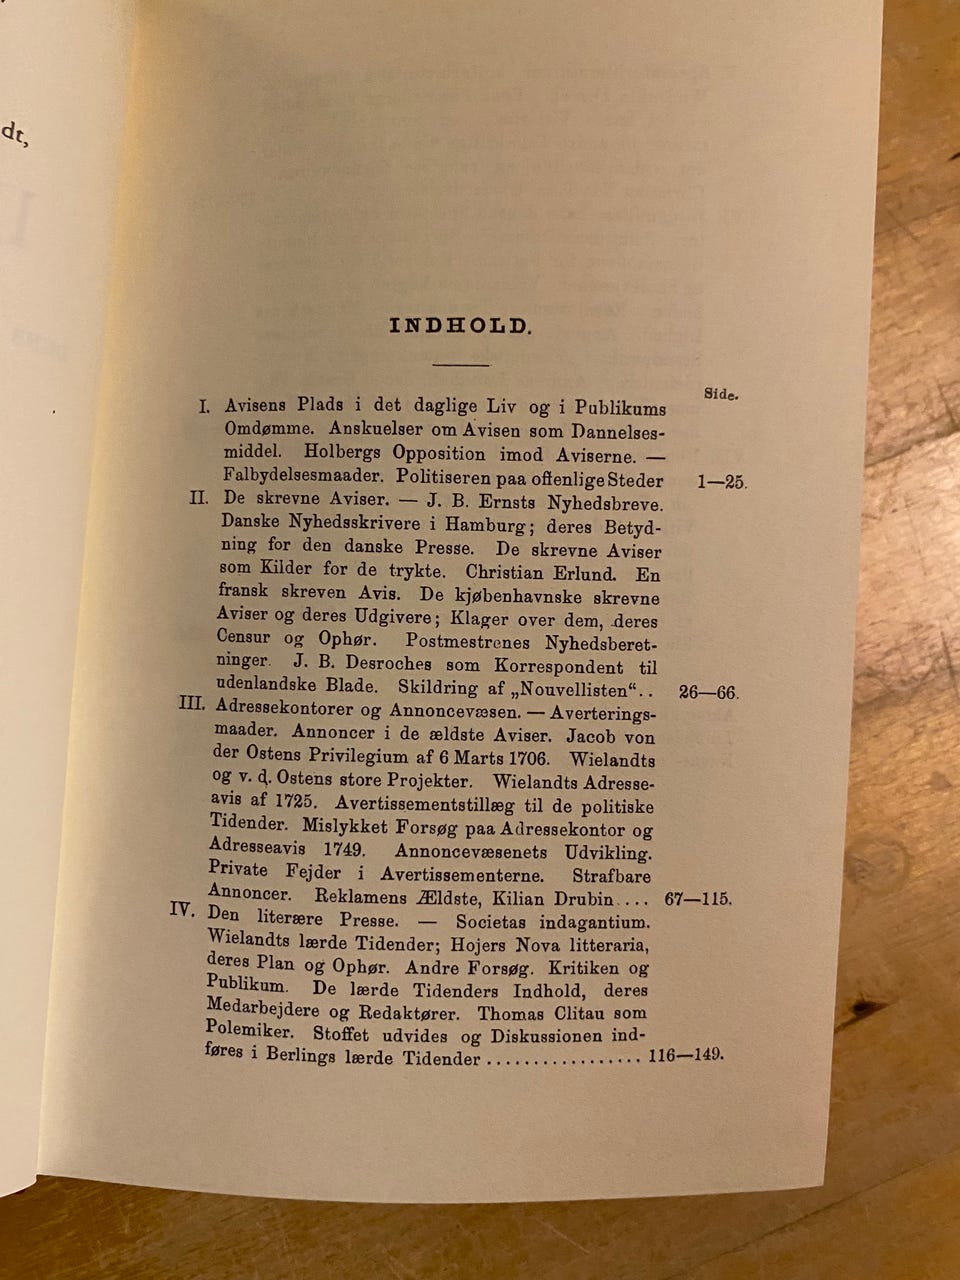 dt,
INDHOLD.
Side.
I. Avisens Plads i det daglige Liv og i Publikums
Omdømme. Anskuelser om Avisen som Dannelses-
middel. Holbergs Opposition imod Aviserne. —
Falbydelsesmaader. Politiseren paa offenlige Steder 1—25.
II. De skrevne Aviser. — J. B. Ernsts Nyhedsbreve.
Danske Nyhedsskrivere i Hamburg; deres Betyd-
ning for den danske Presse. De skrevne Aviser
som Kilder for de trykte. Christian Erlund. En
fransk skreven Avis. De kjøbenhavnske skrevne
Aviser og deres Udgivere; Klager over dem, deres
Censur og Ophør. Postmestrenes Nyhedsberet-
ninger. J. B. Desroches som Korrespondent til
udenlandske Blade. Skildring af „Nouvellisten“.. 26—66.
III. Adressekontorer og Annoncevæsen. — Averterings-
maader. Annoncer i de ældste Aviser. Jacob von
der Ostens Privilegium af 6 Marts 1706. Wielandts
og v. d. Ostens store Projekter. Wielandts Adresse-
avis af 1725. Avertissementstillæg til de politiske
Tidender. Mislykket Forsøg paa Adressekontor og
Adresseavis 1749. Annoncevæsenets Udvikling.
Private Fejder i Avertissementerne. Strafbare
Annoncer. Reklamens Ældste, Kilian Drubin.... 67—115.
IV. Den literære Presse. — Societas indagantium.
Wielandts lærde Tidender; Hojers Nova litteraria,
deres Plan og Ophør. Andre Forsøg. Kritiken og
Publikum. De lærde Tidenders Indhold, deres
Medarbejdere og Redaktører. Thomas Clitau som
Polemiker. Stoffet udvides og Diskussionen ind-
føres i Berlings lærde Tidender ................. 116—149.